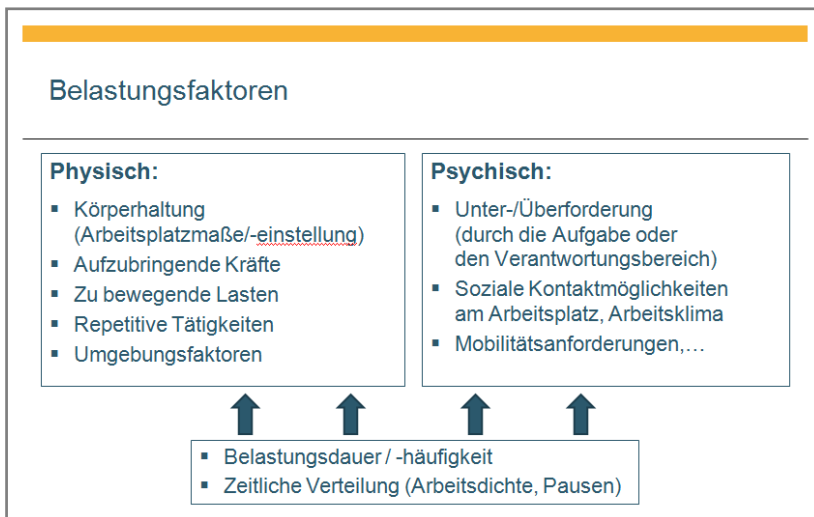 Belastungsfaktoren
Physisch:
▪ Körperhaltung
(Arbeitsplatzmaße/-einstellung)
▪ Aufzubringende Kräfte
▪ Zu bewegende Lasten
▪ Repetitive Tätigkeiten
▪ Umgebungsfaktoren
Psychisch:
▪ Unter-/Überforderung
(durch die Aufgabe oder
den Verantwortungsbereich)
▪ Soziale Kontaktmöglichkeiten
am Arbeitsplatz, Arbeitsklima
▪ Mobilitätsanforderungen,…
▪ Belastungsdauer / -häufigkeit
▪ Zeitliche Verteilung (Arbeitsdichte, Pausen)